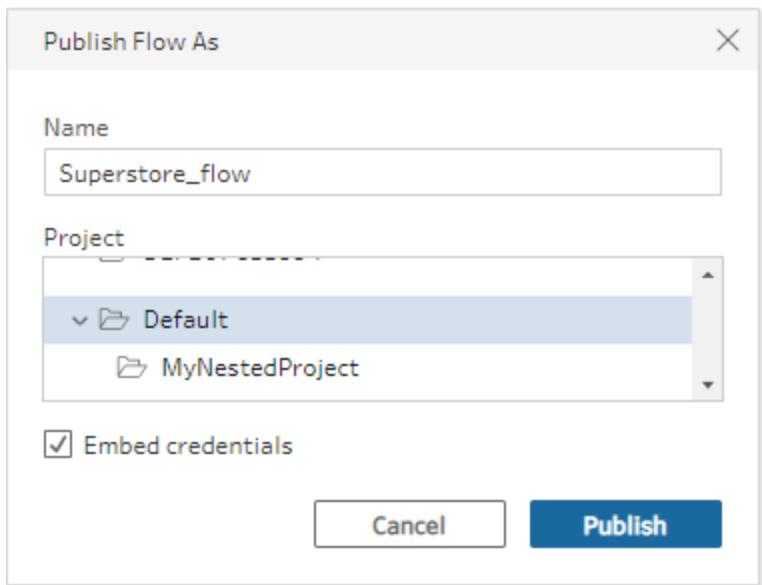 Publish Flow As
Name
Superstore_flow
Project
Default
MyNestedProject
Embed credentials
Cancel
Publish